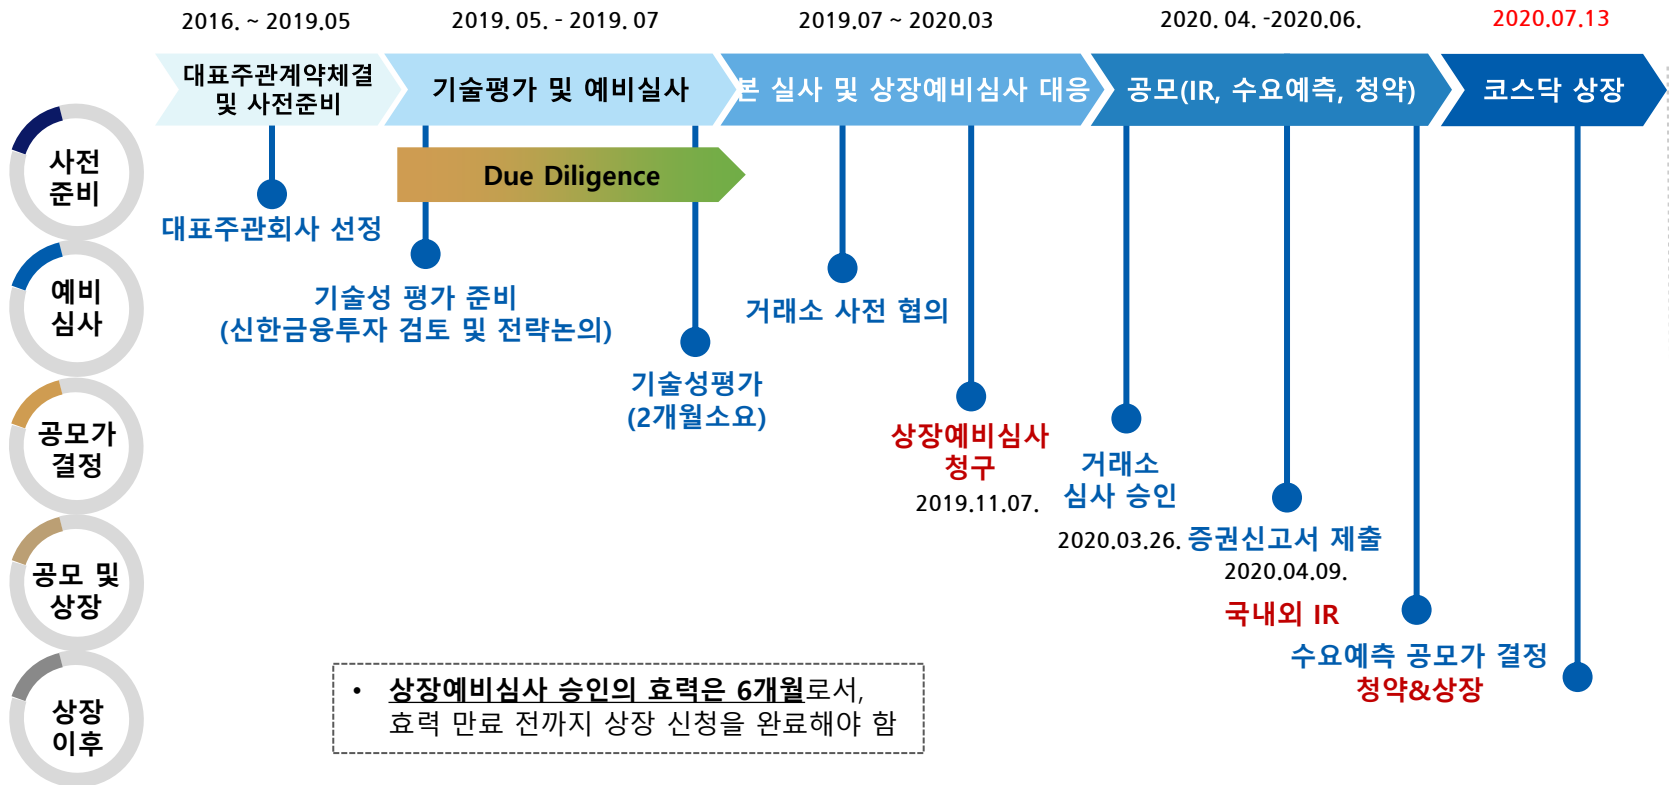 2016. ~ 2019.05
2019. 05. - 2019. 07
2019.07 ~ 2020.03
2020. 04. -2020.06.
2020.07.13
대표주관계약체결
및 사전준비
기술평가 및 예비실사
본 실사 및 상장예비심사 대응
공모(IR, 수요예측, 청약)
코스닥 상장
사전
준비
예비
심사
공모가
결정
공모 및
상장
상장
이후
Due Diligence
대표주관회사 선정
기술성 평가 준비
(신한금융투자 검토 및 전략논의)
기술성평가
(2개월소요)
거래소 사전 협의
상장예비심사
청구
2019.11.07.
거래소
심사 승인
2020.03.26.
증권신고서 제출
2020.04.09.
국내외 IR
수요예측 공모가 결정
청약&상장
• 상장예비심사 승인의 효력은 6개월로서,
효력 만료 전까지 상장 신청을 완료해야 함